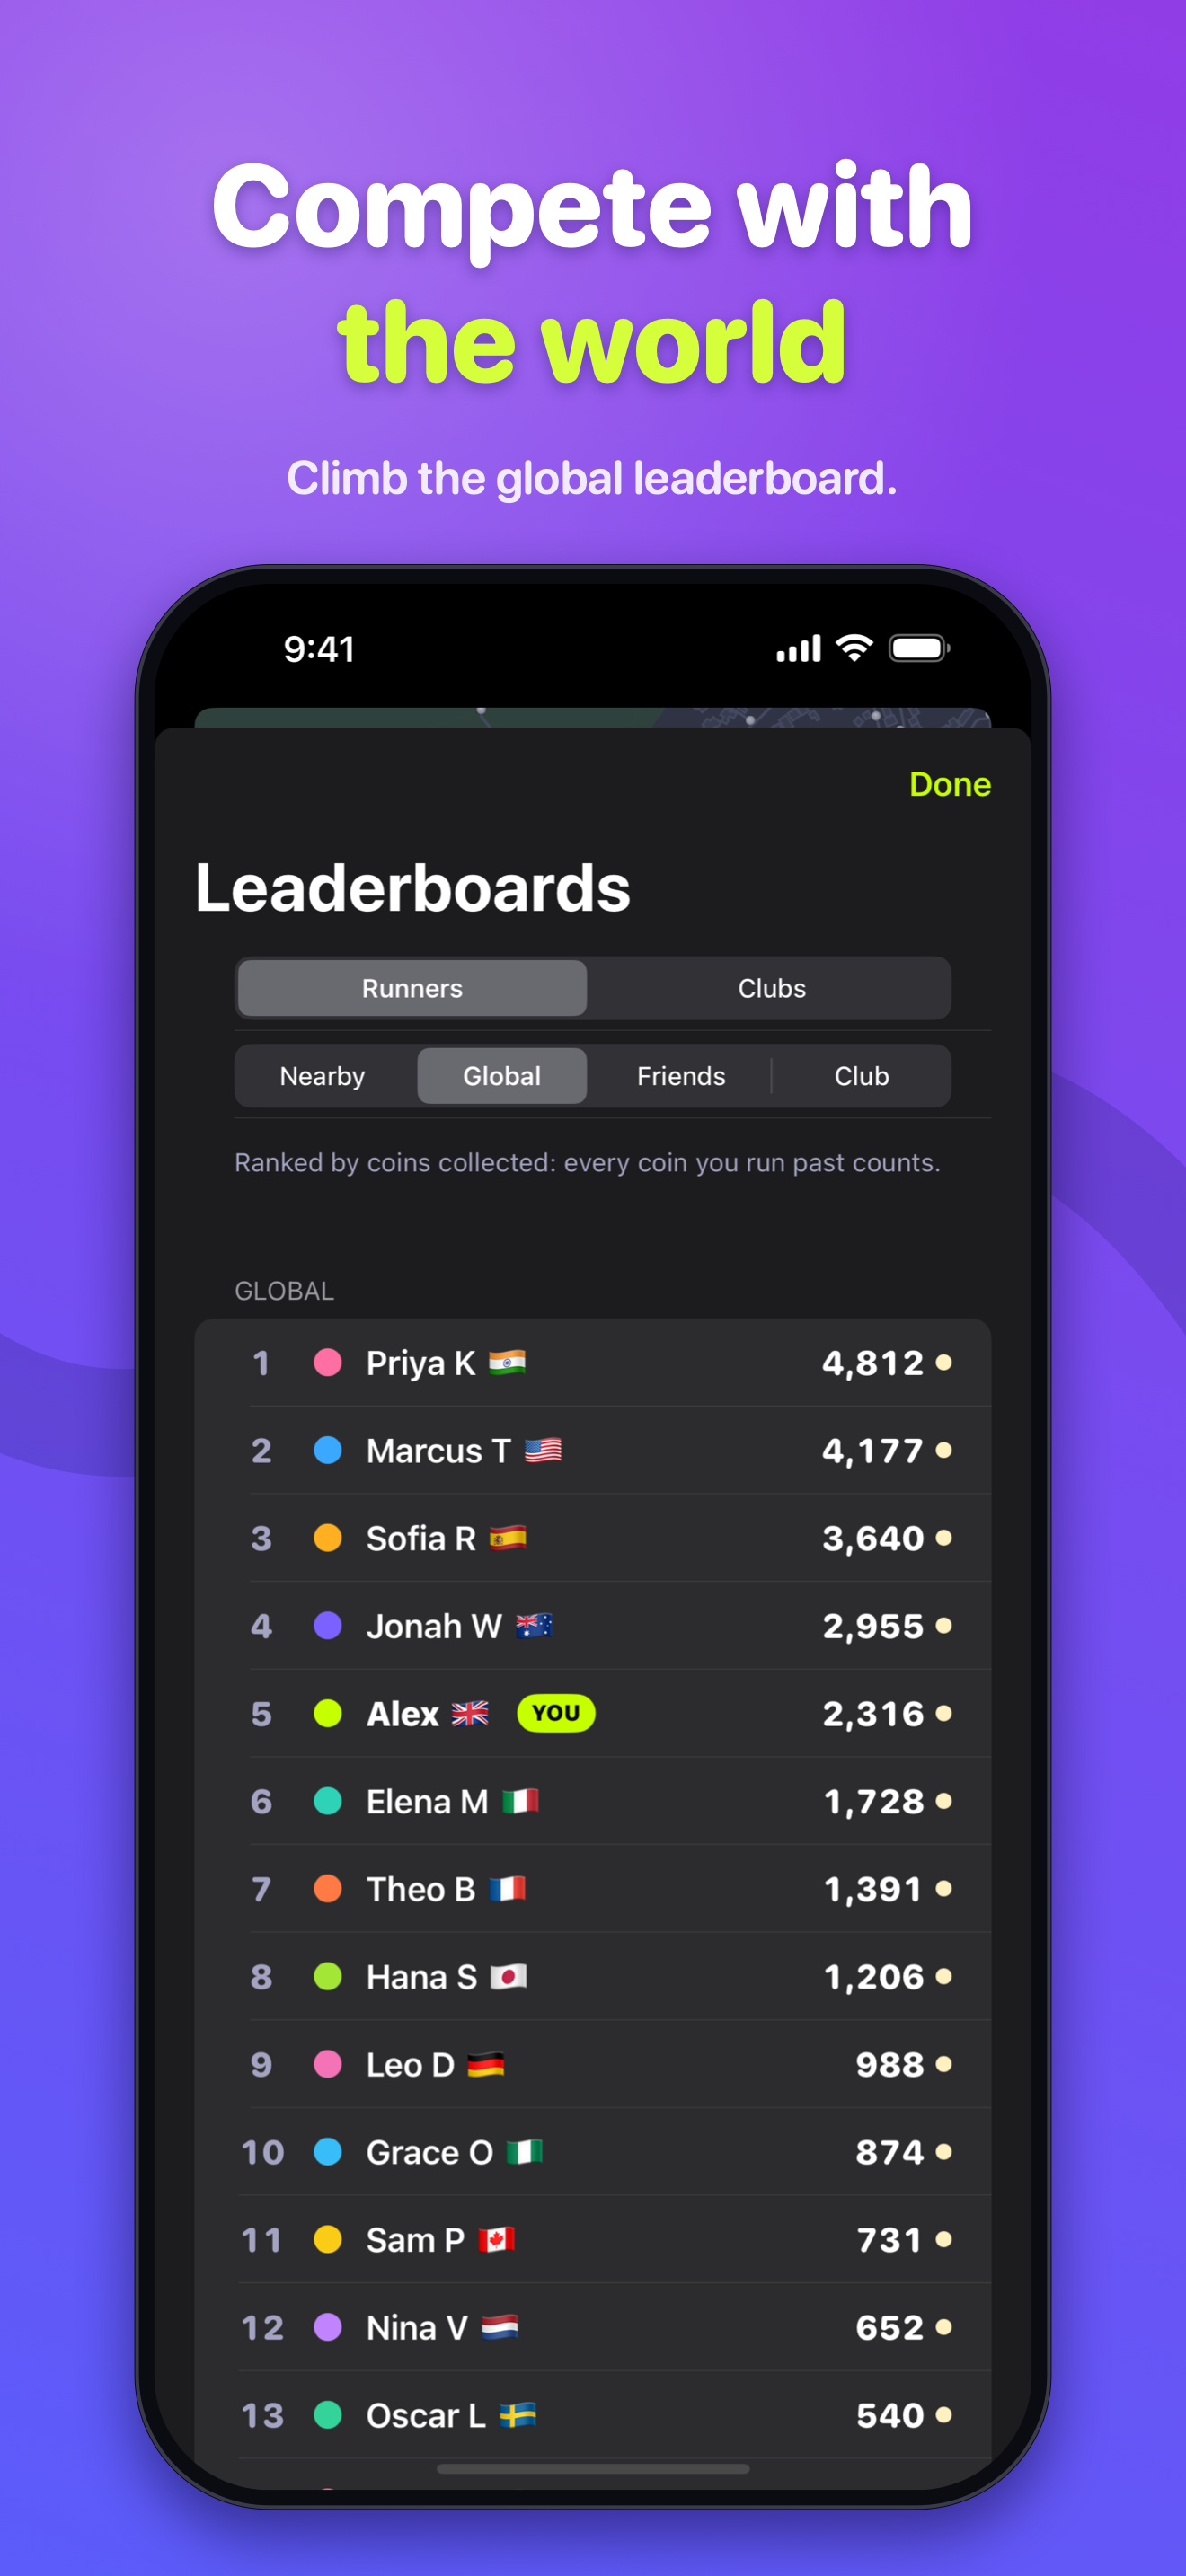 Compete with
the world
Climb the global leaderboard.
9:41
Done
Leaderboards
Runners Clubs
Nearby Global Friends Club
Ranked by coins collected: every coin you run past counts.
GLOBAL
1 Priya K 4,812
2 Marcus T 4,177
3 Sofia R 3,640
4 Jonah W 2,955
5 Alex YOU 2,316
6 Elena M 1,728
7 Theo B 1,391
8 Hana S 1,206
9 Leo D 988
10 Grace O 874
11 Sam P 731
12 Nina V 652
13 Oscar L 540